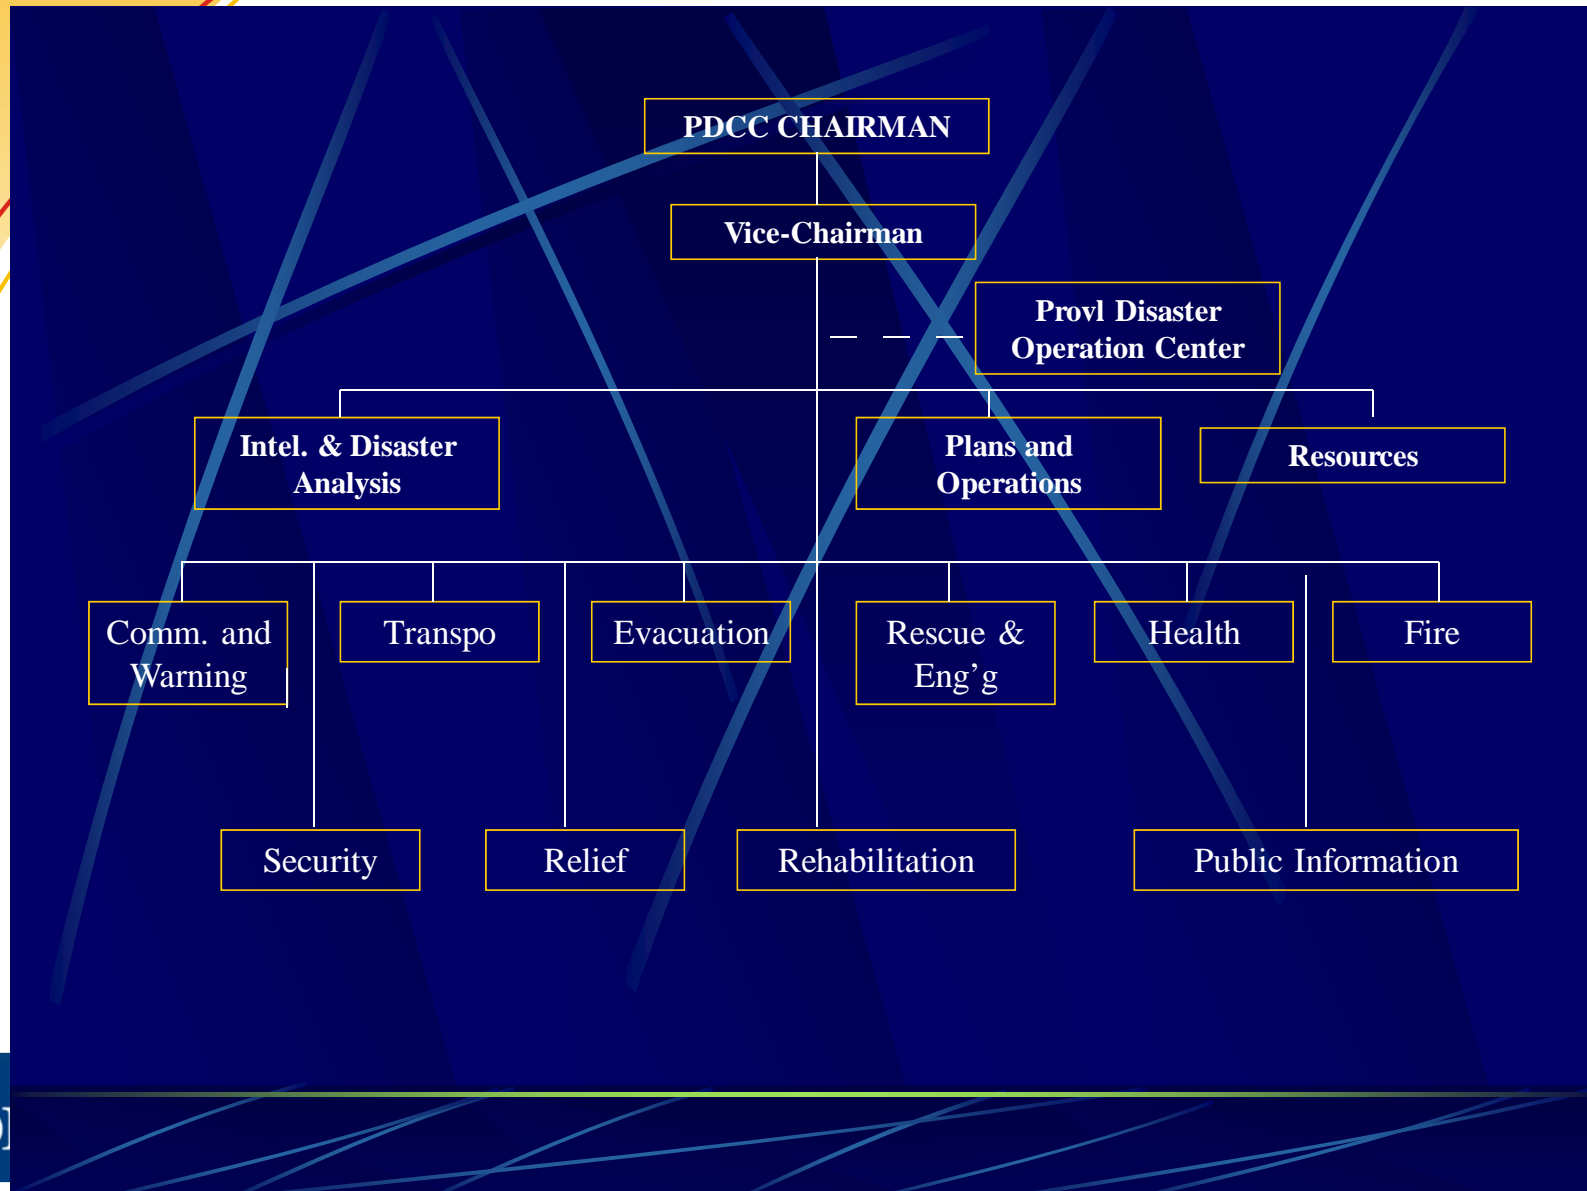 PDCC CHAIRMAN
Vice-Chairman
Provl Disaster
Operation Center
Intel. & Disaster
Analysis
Plans and
Operations
Resources
Comm. and
Warning
Transpo
Evacuation
Rescue &
Eng’g
Health
Fire
Security
Relief
Rehabilitation
Public Information